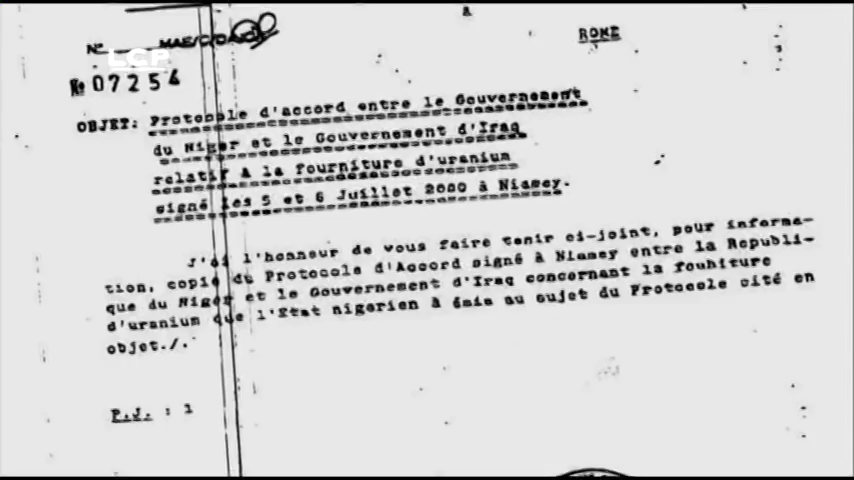 à
ROME
N° MAE/C/DA
LCP
N° 07254
OBJET: Protocole d'accord entre le Gouvernement
du Niger et le Gouvernement d'Iraq
relatif à la fourniture d'uranium
signé les 5 et 6 Juillet 2000 à Niamey.
J'ai l'honneur de vous faire tenir ci-joint, pour informa-
tion, copie du Protocole d'Accord signé à Niamey entre la Republi-
que du Niger et le Gouvernement d'Iraq concernant la fouhiture
d'uranium que l'Etat nigerien à émis au sujet du Protocole cité en
objet./.
P.J. : 1